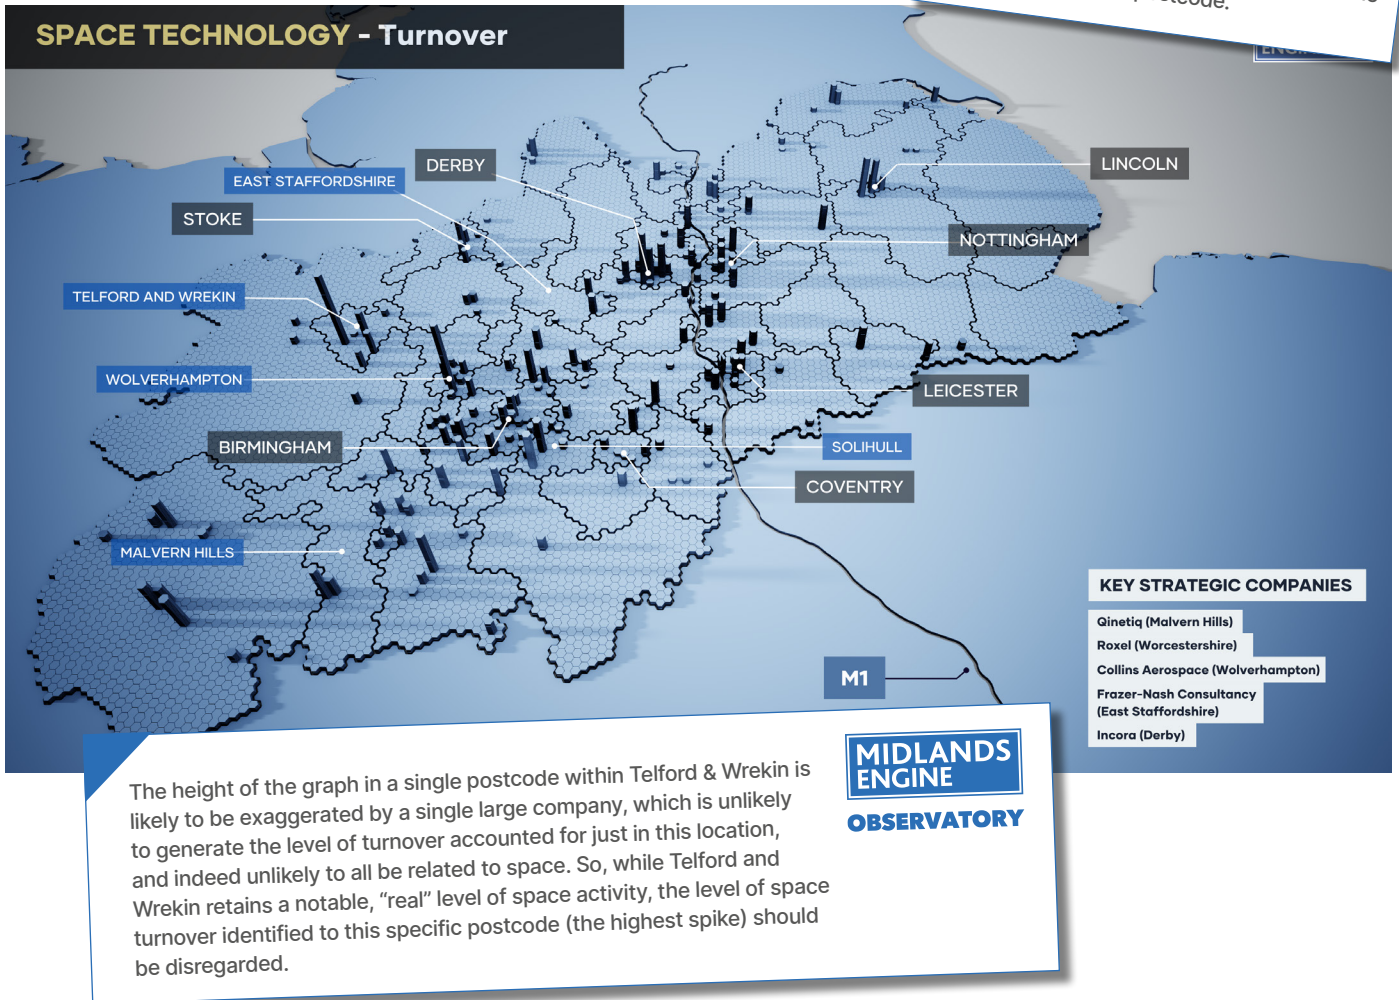 postcode.
SPACE TECHNOLOGY - Turnover
DERBY
LINCOLN
EAST STAFFORDSHIRE
STOKE
NOTTINGHAM
TELFORD AND WREKIN
WOLVERHAMPTON
LEICESTER
BIRMINGHAM
SOLIHULL
COVENTRY
MALVERN HILLS
M1
KEY STRATEGIC COMPANIES
Qinetiq (Malvern Hills)
Roxel (Worcestershire)
Collins Aerospace (Wolverhampton)
Frazer-Nash Consultancy
(East Staffordshire)
Incora (Derby)
The height of the graph in a single postcode within Telford & Wrekin is
likely to be exaggerated by a single large company, which is unlikely
to generate the level of turnover accounted for just in this location,
and indeed unlikely to all be related to space. So, while Telford and
Wrekin retains a notable, “real” level of space activity, the level of space
turnover identified to this specific postcode (the highest spike) should
be disregarded.
MIDLANDS
ENGINE
OBSERVATORY